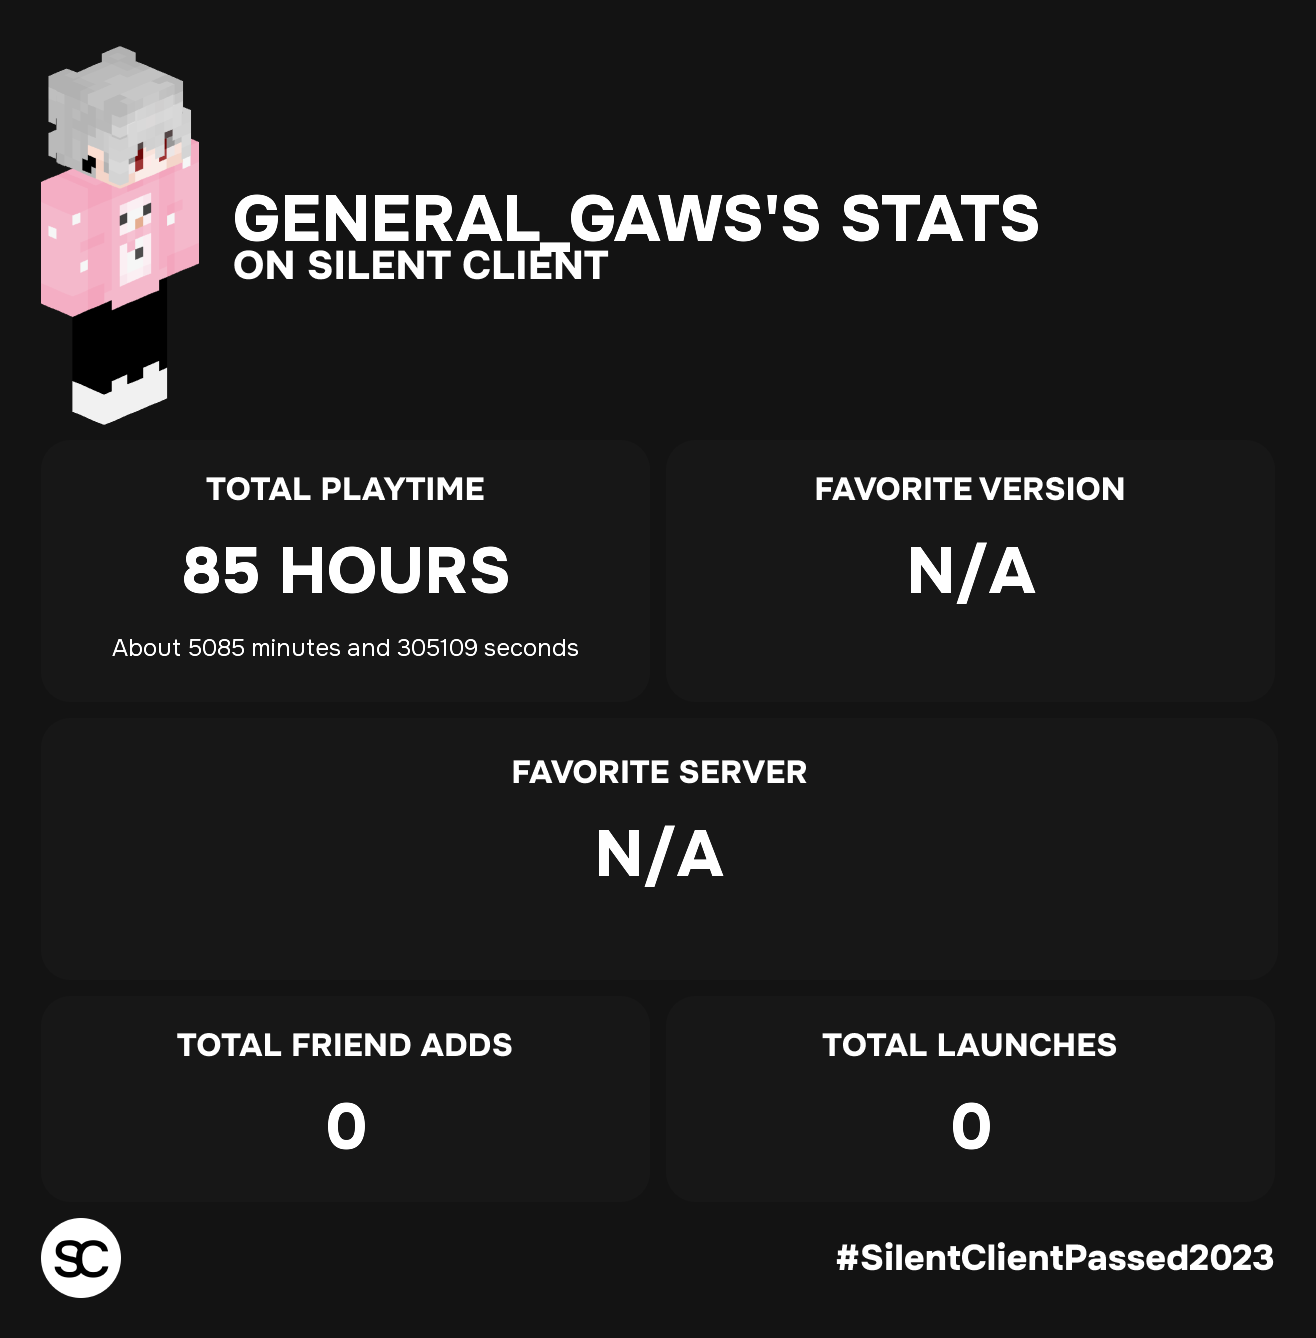 GENERAL_GAWS'S STATS
ON SILENT CLIENT
TOTAL PLAYTIME
85 HOURS
About 5085 minutes and 305109 seconds
FAVORITE VERSION
N/A
FAVORITE SERVER
N/A
TOTAL FRIEND ADDS
0
TOTAL LAUNCHES
0
SC
#SilentClientPassed2023